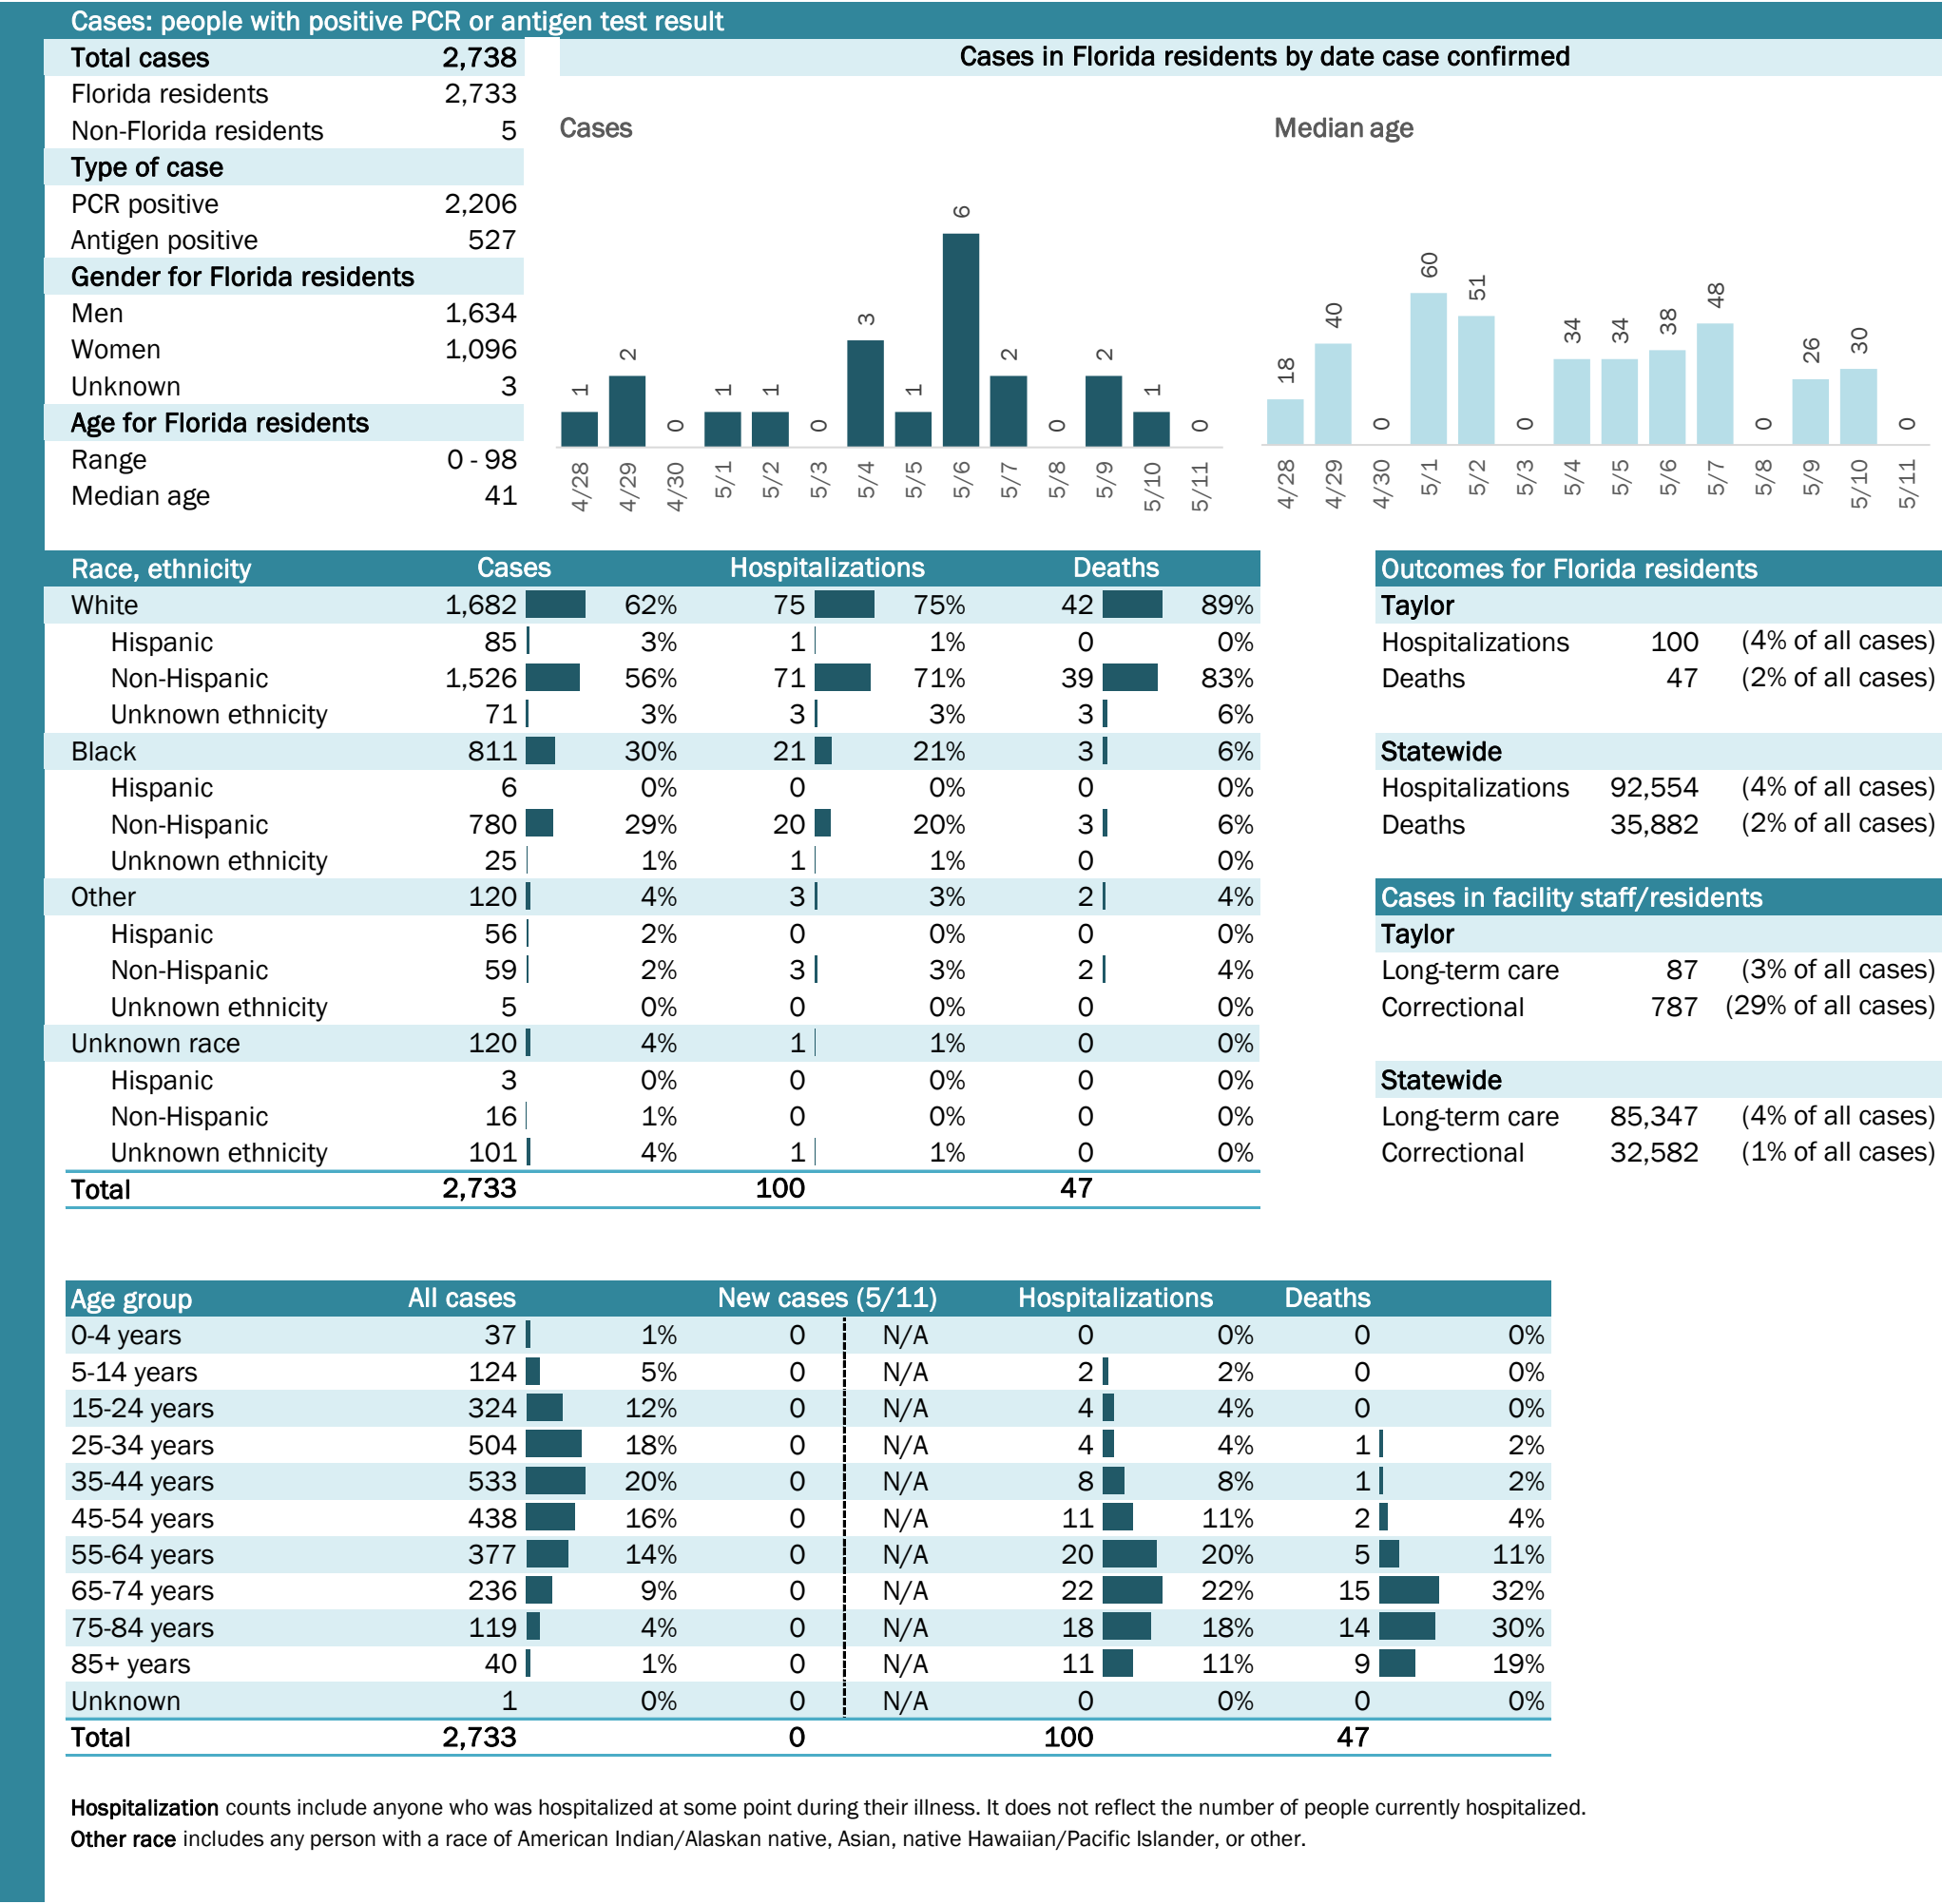 Cases: people with positive PCR or antigen test result
Total cases 2,738
Florida residents 2,733
Non-Florida residents 5
Type of case
PCR positive 2,206
Antigen positive 527
Gender for Florida residents
Men 1,634
Women 1,096
Unknown 3
Age for Florida residents
Range 0 - 98
Median age 41
Cases in Florida residents by date case confirmed
Cases
1 2 0 1 1 0 3 1 6 2 0 2 1 0
4/28 4/29 4/30 5/1 5/2 5/3 5/4 5/5 5/6 5/7 5/8 5/9 5/10 5/11
Median age
18 40 0 60 51 0 34 34 38 48 0 26 30 0
4/28 4/29 4/30 5/1 5/2 5/3 5/4 5/5 5/6 5/7 5/8 5/9 5/10 5/11
Race, ethnicity Cases Hospitalizations Deaths
White 1,682 62% 75 75% 42 89%
Hispanic 85 3% 1 1% 0 0%
Non-Hispanic 1,526 56% 71 71% 39 83%
Unknown ethnicity 71 3% 3 3% 3 6%
Black 811 30% 21 21% 3 6%
Hispanic 6 0% 0 0% 0 0%
Non-Hispanic 780 29% 20 20% 3 6%
Unknown ethnicity 25 1% 1 1% 0 0%
Other 120 4% 3 3% 2 4%
Hispanic 56 2% 0 0% 0 0%
Non-Hispanic 59 2% 3 3% 2 4%
Unknown ethnicity 5 0% 0 0% 0 0%
Unknown race 120 4% 1 1% 0 0%
Hispanic 3 0% 0 0% 0 0%
Non-Hispanic 16 1% 0 0% 0 0%
Unknown ethnicity 101 4% 1 1% 0 0%
Total 2,733 100 47
Outcomes for Florida residents
Taylor
Hospitalizations 100 (4% of all cases)
Deaths 47 (2% of all cases)
Statewide
Hospitalizations 92,554 (4% of all cases)
Deaths 35,882 (2% of all cases)
Cases in facility staff/residents
Taylor
Long-term care 87 (3% of all cases)
Correctional 787 (29% of all cases)
Statewide
Long-term care 85,347 (4% of all cases)
Correctional 32,582 (1% of all cases)
Age group All cases New cases (5/11) Hospitalizations Deaths
0-4 years 37 1% 0 N/A 0 0% 0 0%
5-14 years 124 5% 0 N/A 2 2% 0 0%
15-24 years 324 12% 0 N/A 4 4% 0 0%
25-34 years 504 18% 0 N/A 4 4% 1 2%
35-44 years 533 20% 0 N/A 8 8% 1 2%
45-54 years 438 16% 0 N/A 11 11% 2 4%
55-64 years 377 14% 0 N/A 20 20% 5 11%
65-74 years 236 9% 0 N/A 22 22% 15 32%
75-84 years 119 4% 0 N/A 18 18% 14 30%
85+ years 40 1% 0 N/A 11 11% 9 19%
Unknown 1 0% 0 N/A 0 0% 0 0%
Total 2,733 0 100 47
Hospitalization counts include anyone who was hospitalized at some point during their illness. It does not reflect the number of people currently hospitalized.
Other race includes any person with a race of American Indian/Alaskan native, Asian, native Hawaiian/Pacific Islander, or other.